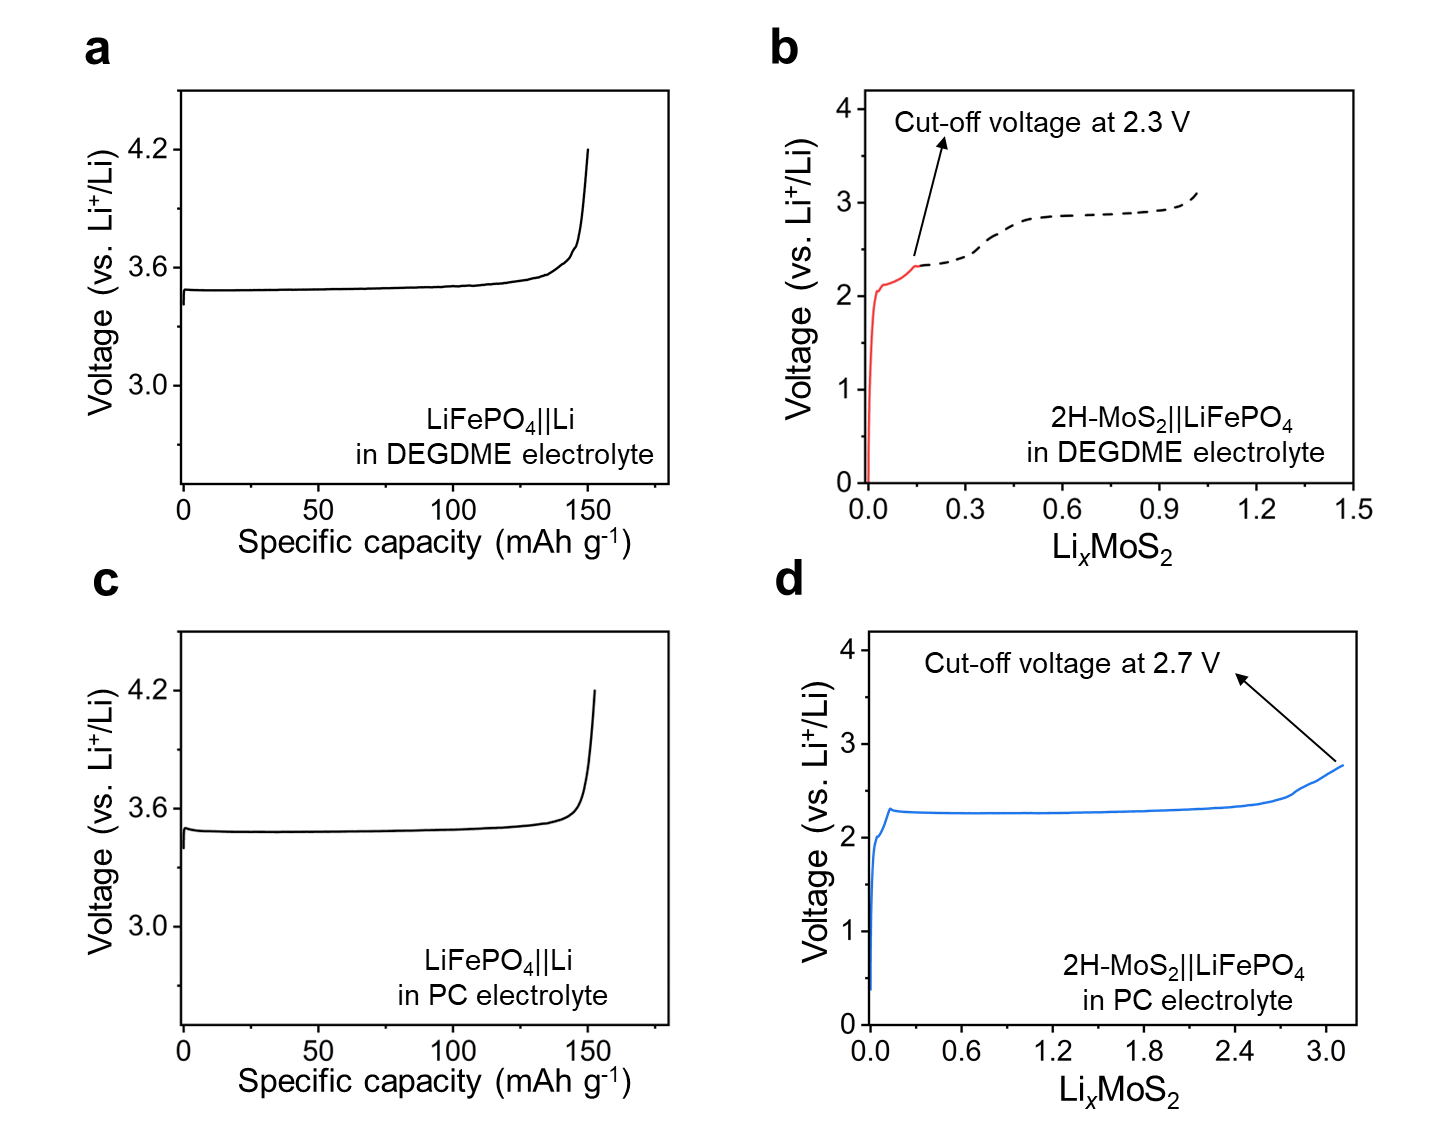 a
Voltage (vs. Li⁺/Li)
4.2
3.6
3.0
LiFePO₄||Li
in DEGDME electrolyte
0 50 100 150
Specific capacity (mAh g⁻¹)
b
Voltage (vs. Li⁺/Li)
4
3
2
1
0
Cut-off voltage at 2.3 V
2H-MoS₂||LiFePO₄
in DEGDME electrolyte
0.0 0.3 0.6 0.9 1.2 1.5
LiₓMoS₂
c
Voltage (vs. Li⁺/Li)
4.2
3.6
3.0
LiFePO₄||Li
in PC electrolyte
0 50 100 150
Specific capacity (mAh g⁻¹)
d
Voltage (vs. Li⁺/Li)
4
3
2
1
0
Cut-off voltage at 2.7 V
2H-MoS₂||LiFePO₄
in PC electrolyte
0.0 0.6 1.2 1.8 2.4 3.0
LiₓMoS₂